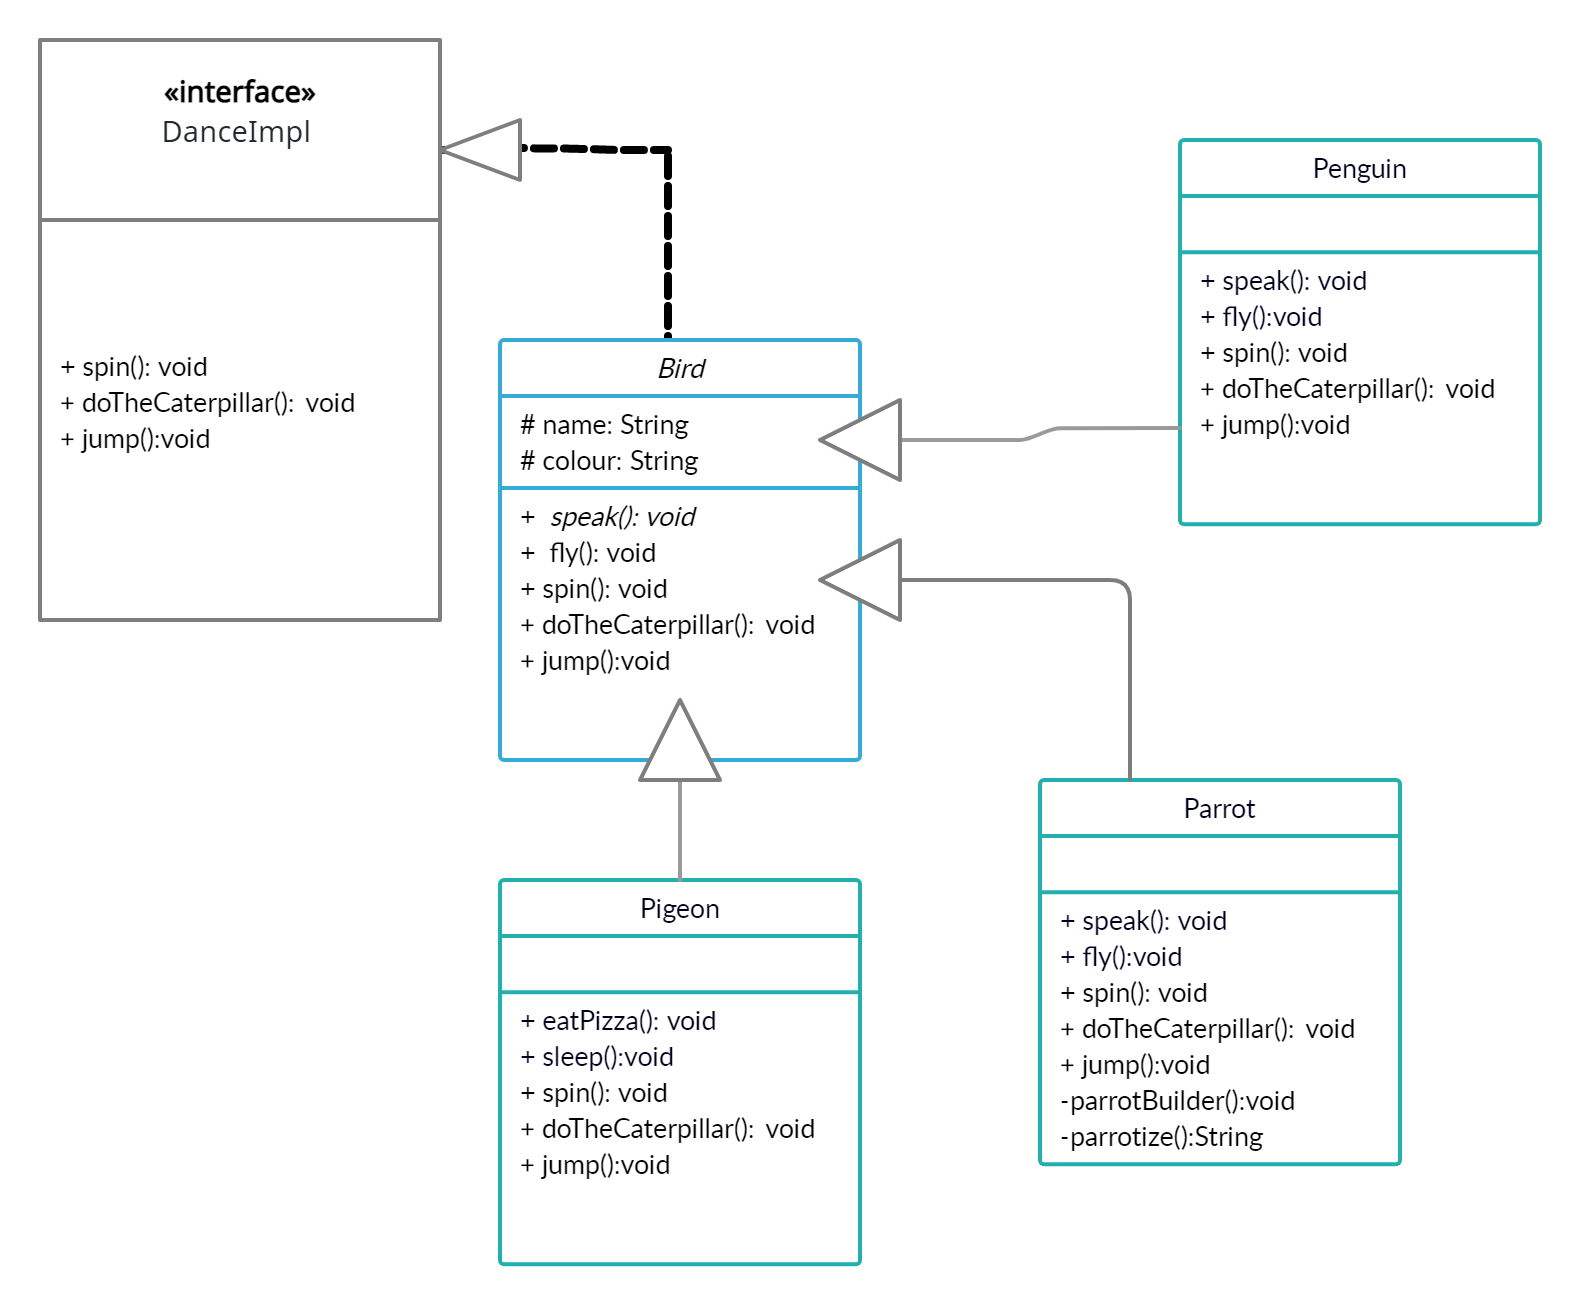 «interface»
DanceImpl
+ spin(): void
+ doTheCaterpillar(): void
+ jump():void
Bird
# name: String
# colour: String
+ speak(): void
+ fly(): void
+ spin(): void
+ doTheCaterpillar(): void
+ jump():void
Penguin
+ speak(): void
+ fly():void
+ spin(): void
+ doTheCaterpillar(): void
+ jump():void
Pigeon
+ eatPizza(): void
+ sleep():void
+ spin(): void
+ doTheCaterpillar(): void
+ jump():void
Parrot
+ speak(): void
+ fly():void
+ spin(): void
+ doTheCaterpillar(): void
+ jump():void
-parrotBuilder():void
-parrotize():String